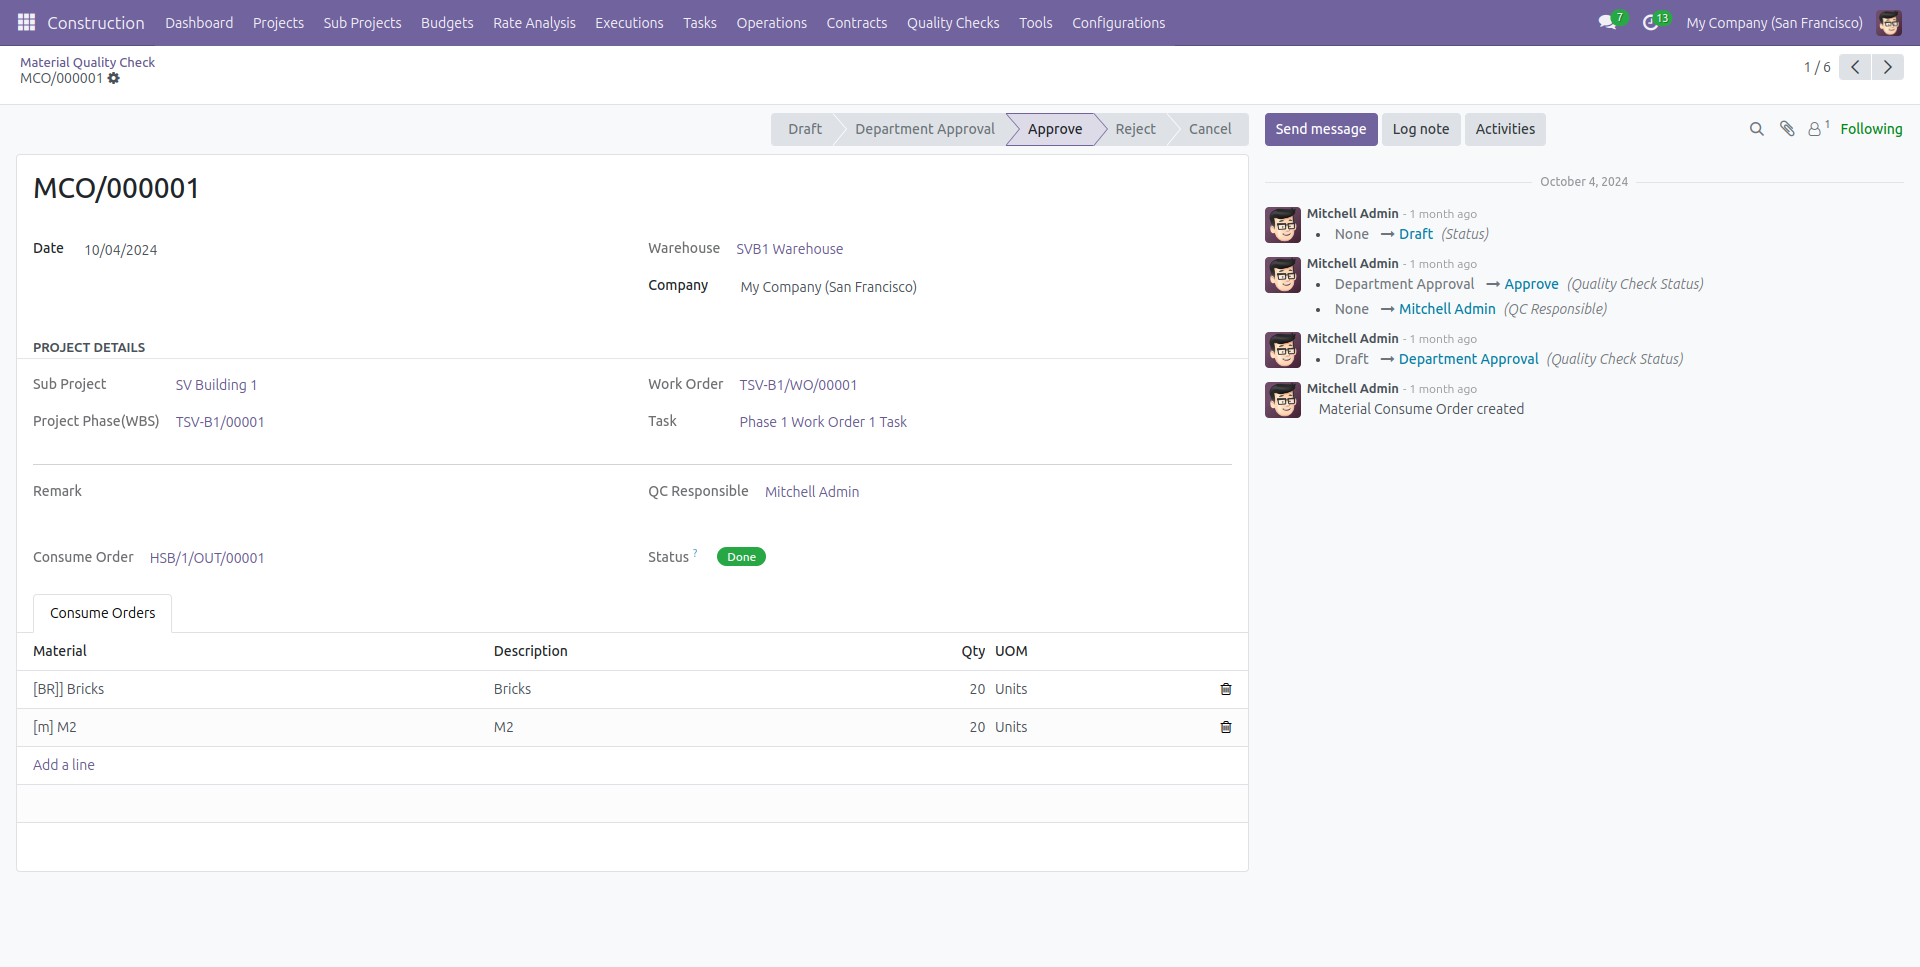 Construction Dashboard Projects Sub Projects Budgets Rate Analysis Executions Tasks Operations Contracts Quality Checks Tools Configurations 7 13 My Company (San Francisco)
Material Quality Check
MCO/000001
1 / 6
Draft Department Approval Approve Reject Cancel
Send message Log note Activities 1 Following
MCO/000001
Date 10/04/2024
Warehouse SVB1 Warehouse
Company My Company (San Francisco)
PROJECT DETAILS
Sub Project SV Building 1
Work Order TSV-B1/WO/00001
Project Phase(WBS) TSV-B1/00001
Task Phase 1 Work Order 1 Task
Remark
QC Responsible Mitchell Admin
Consume Order HSB/1/OUT/00001
Status ? Done
Consume Orders
Material Description Qty UOM
[BR]] Bricks Bricks 20 Units
[m] M2 M2 20 Units
Add a line
October 4, 2024
Mitchell Admin - 1 month ago
• None → Draft (Status)
Mitchell Admin - 1 month ago
• Department Approval → Approve (Quality Check Status)
• None → Mitchell Admin (QC Responsible)
Mitchell Admin - 1 month ago
• Draft → Department Approval (Quality Check Status)
Mitchell Admin - 1 month ago
Material Consume Order created